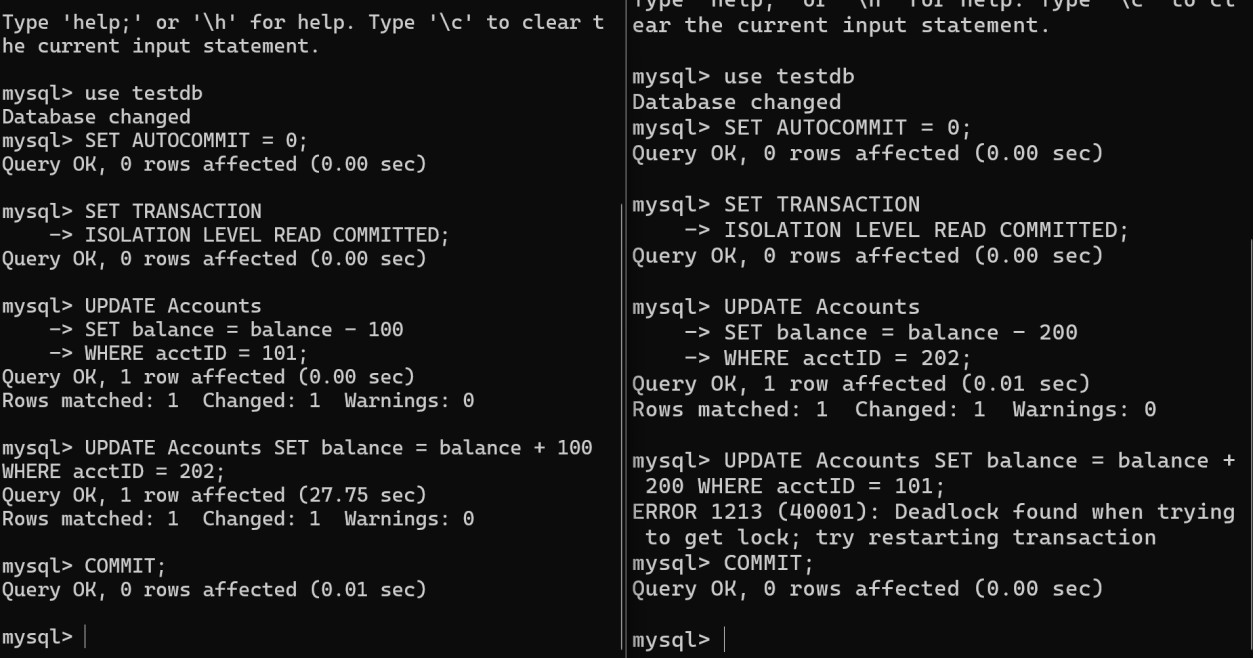 Type 'help;' or '\h' for help. Type '\c' to clear t
he current input statement.
mysql> use testdb
Database changed
mysql> SET AUTOCOMMIT = 0;
Query OK, 0 rows affected (0.00 sec)
mysql> SET TRANSACTION
    -> ISOLATION LEVEL READ COMMITTED;
Query OK, 0 rows affected (0.00 sec)
mysql> UPDATE Accounts
    -> SET balance = balance - 100
    -> WHERE acctID = 101;
Query OK, 1 row affected (0.00 sec)
Rows matched: 1  Changed: 1  Warnings: 0
mysql> UPDATE Accounts SET balance = balance + 100
WHERE acctID = 202;
Query OK, 1 row affected (27.75 sec)
Rows matched: 1  Changed: 1  Warnings: 0
mysql> COMMIT;
Query OK, 0 rows affected (0.01 sec)
mysql>
Type 'help;' or '\h' for help. Type '\c' to cl
ear the current input statement.
mysql> use testdb
Database changed
mysql> SET AUTOCOMMIT = 0;
Query OK, 0 rows affected (0.00 sec)
mysql> SET TRANSACTION
    -> ISOLATION LEVEL READ COMMITTED;
Query OK, 0 rows affected (0.00 sec)
mysql> UPDATE Accounts
    -> SET balance = balance - 200
    -> WHERE acctID = 202;
Query OK, 1 row affected (0.01 sec)
Rows matched: 1  Changed: 1  Warnings: 0
mysql> UPDATE Accounts SET balance = balance +
 200 WHERE acctID = 101;
ERROR 1213 (40001): Deadlock found when trying
 to get lock; try restarting transaction
mysql> COMMIT;
Query OK, 0 rows affected (0.00 sec)
mysql>